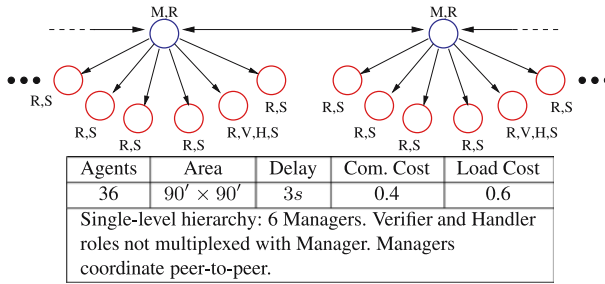 M,R M,R
R,S R,S R,S R,S
R,S R,V,H,S R,S R,V,H,S
R,S R,S R,S R,S
Agents Area Delay Com. Cost Load Cost
36 90′ × 90′ 3s 0.4 0.6
Single-level hierarchy: 6 Managers. Verifier and Handler
roles not multiplexed with Manager. Managers
coordinate peer-to-peer.